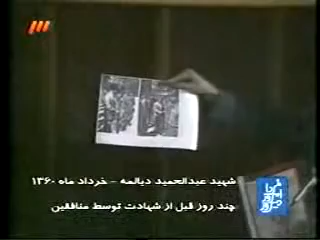 شهید عبدالحمید دیالمه - خرداد ماه ۱۳۶۰
چند روز قبل از شهادت توسط منافقین